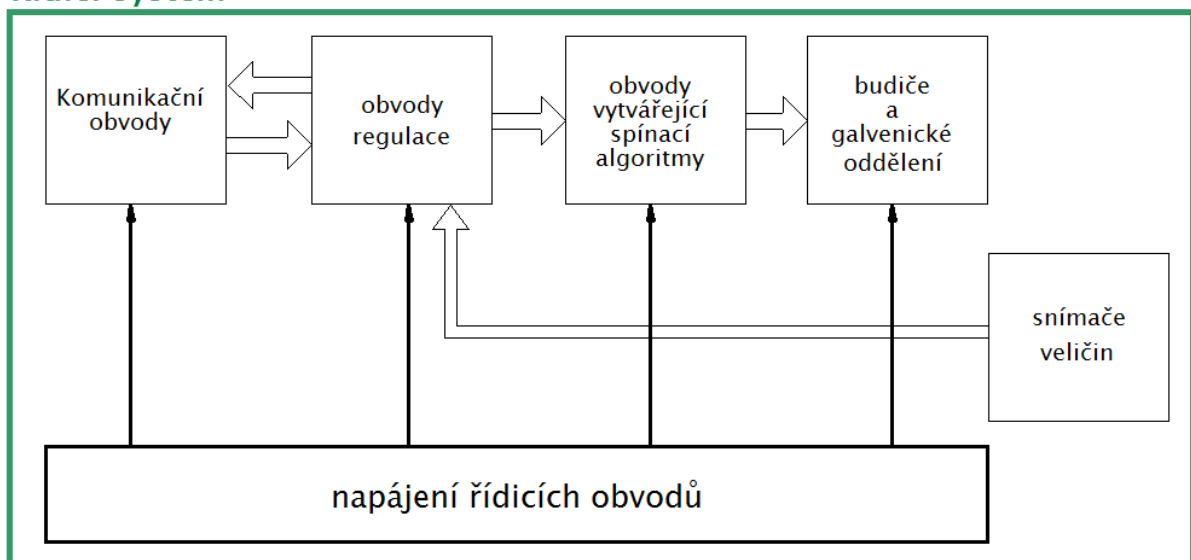 Komunikační
obvody
obvody
regulace
obvody
vytvářející
spínací
algoritmy
budiče
a
galvenické
oddělení
snímače
veličin
napájení řídicích obvodů